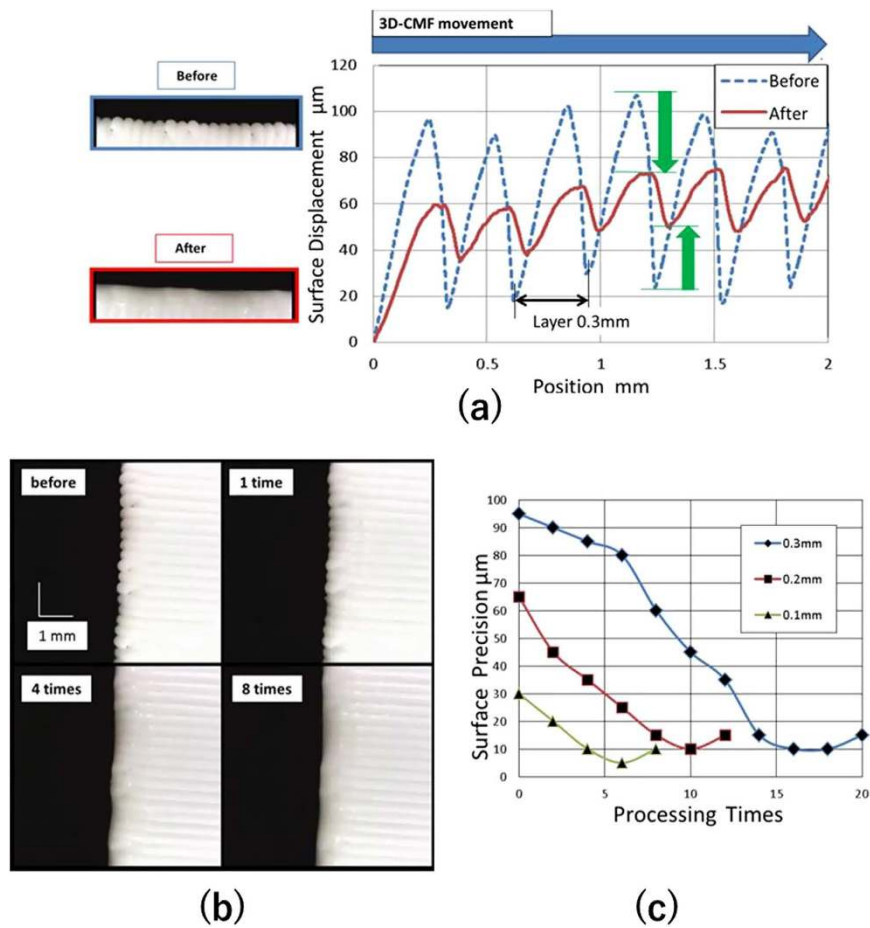 3D-CMF movement
Before
After
Surface Displacement μm
120
100
80
60
40
20
0
Before
After
Layer 0.3mm
0
0.5
1
1.5
2
Position mm
(a)
before
1 time
1 mm
4 times
8 times
(b)
Surface Precision μm
100
90
80
70
60
50
40
30
20
10
0
0.3mm
0.2mm
0.1mm
0
5
10
15
20
Processing Times
(c)